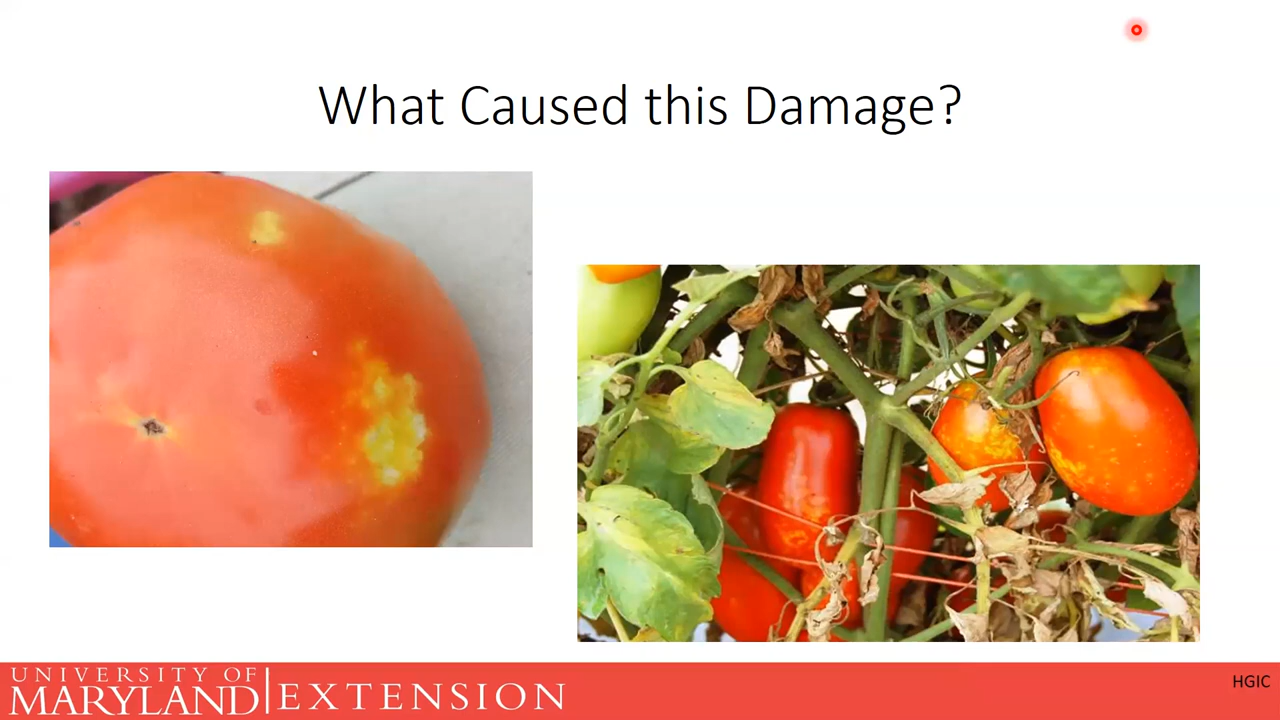 What Caused this Damage?
UNIVERSITY OF
MARYLAND
EXTENSION
HGIC